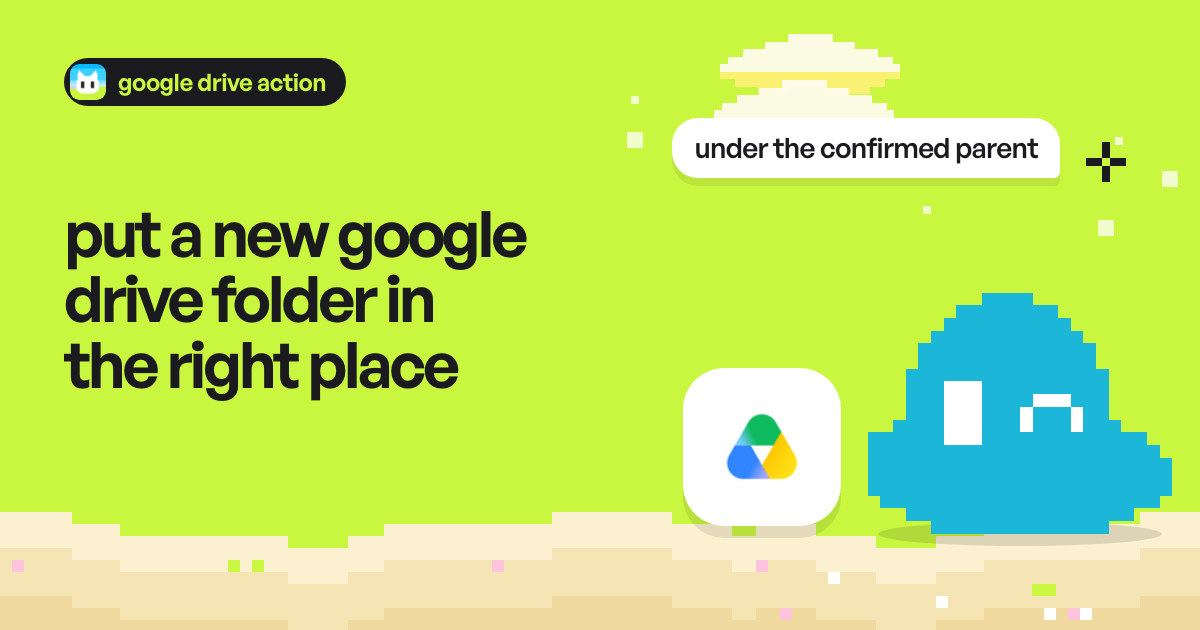 google drive action
under the confirmed parent
put a new google
drive folder in
the right place